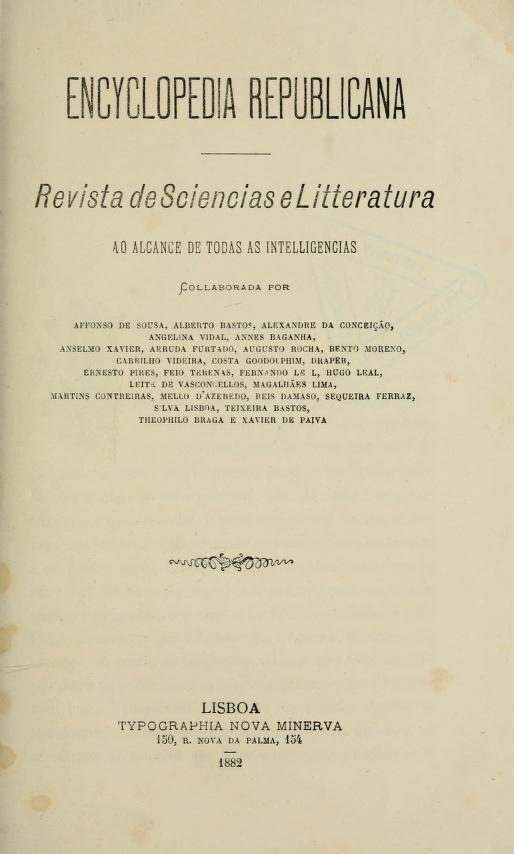 ENCYCLOPEDIA REPUBLICANA
Revista de Sciencias e Litteratura
AO ALCANCE DE TODAS AS INTELLIGENCIAS
COLLABORADA POR
AFFONSO DE SOUSA, ALBERTO BASTOS, ALEXANDRE DA CONCEIÇÃO,
ANGELINA VIDAL, ANNES BAGANHA,
ANSELMO XAVIER, ARRUDA FURTADO, AUGUSTO ROCHA, BENTO MORENO,
CARRILHO VIDEIRA, COSTA GOODOLPHIM, DRAPER,
ERNESTO PIRES, FEIO TERENAS, FERNANDO LE L, HUGO LEAL,
LEITE DE VASCONCELLOS, MAGALHÃES LIMA,
MARTINS CONTREIRAS, MELLO D'AZEREDO, REIS DAMASO, SEQUEIRA FERRAZ,
SILVA LISBOA, TEIXEIRA BASTOS,
THEOPHILO BRAGA E XAVIER DE PAIVA
LISBOA
TYPOGRAPHIA NOVA MINERVA
150, R. NOVA DA PALMA, 154
1882